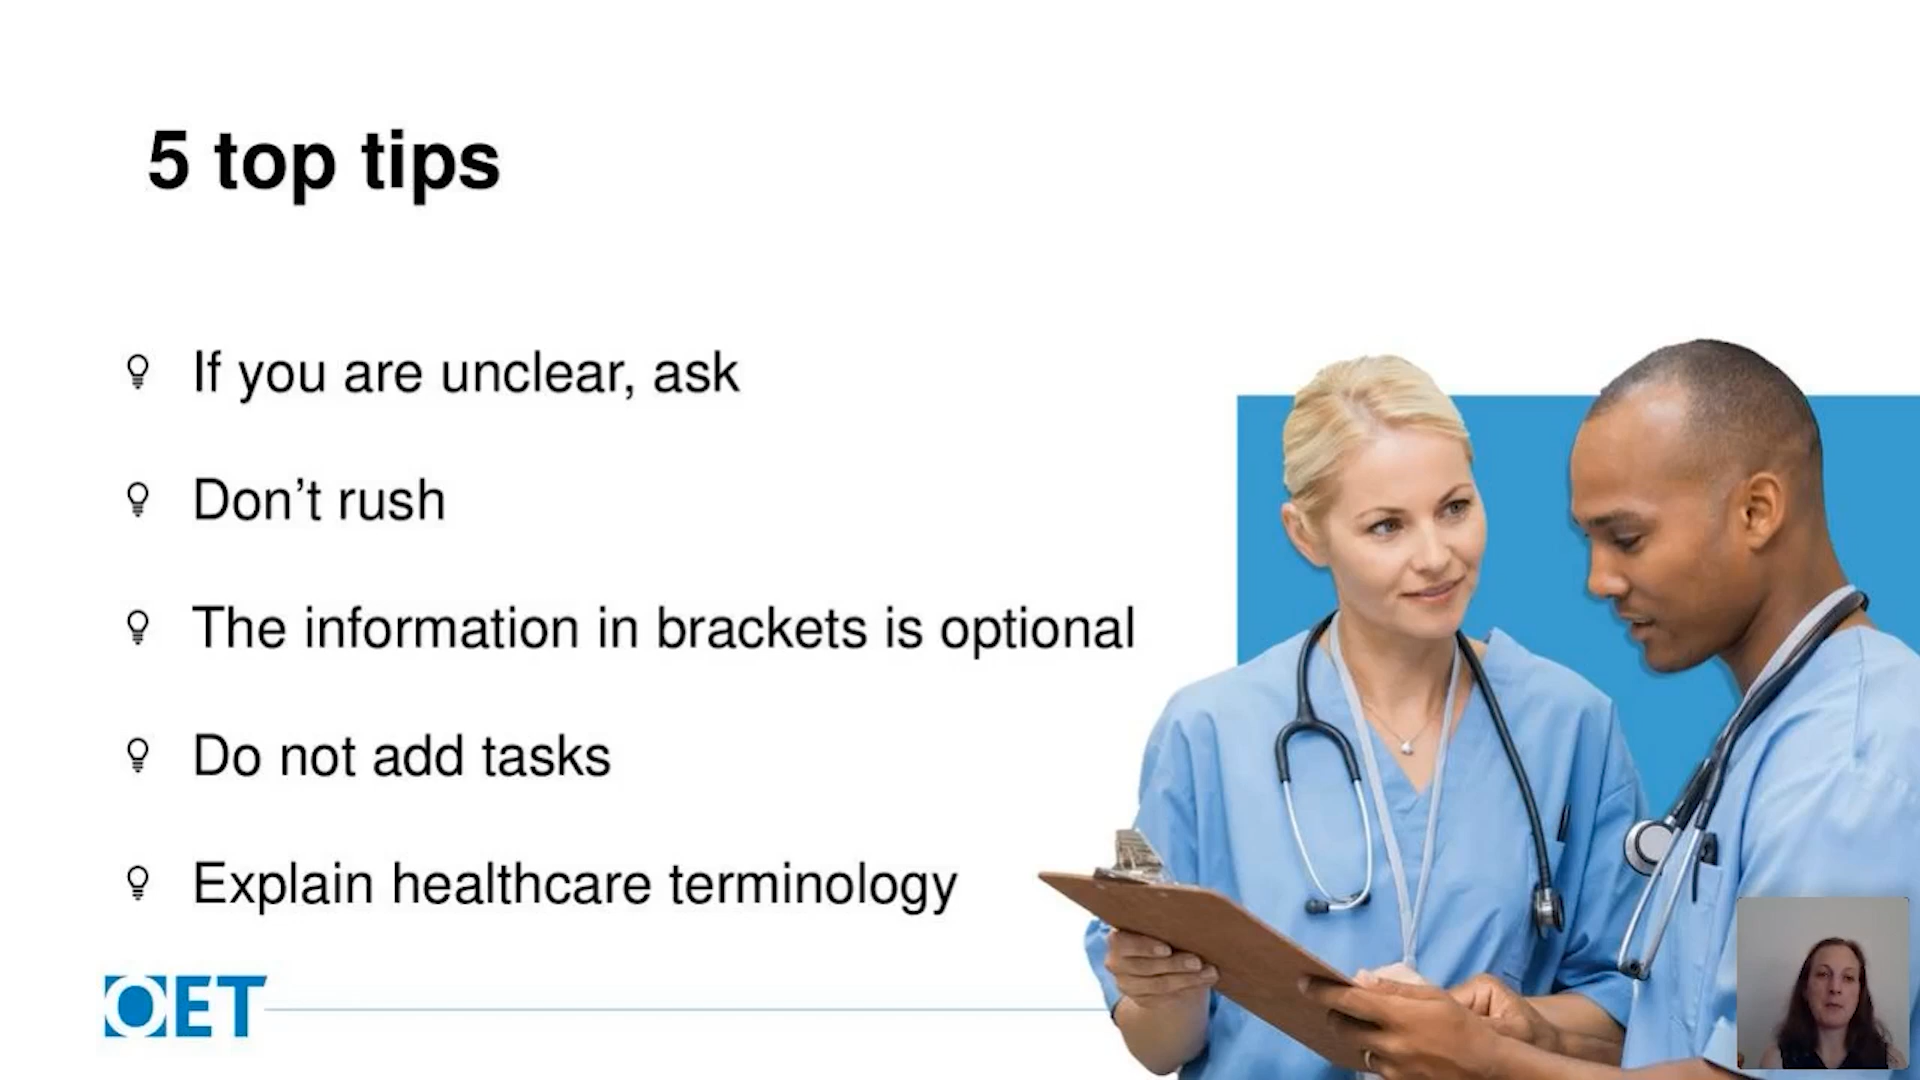 5 top tips
If you are unclear, ask
Don’t rush
The information in brackets is optional
Do not add tasks
Explain healthcare terminology
OET